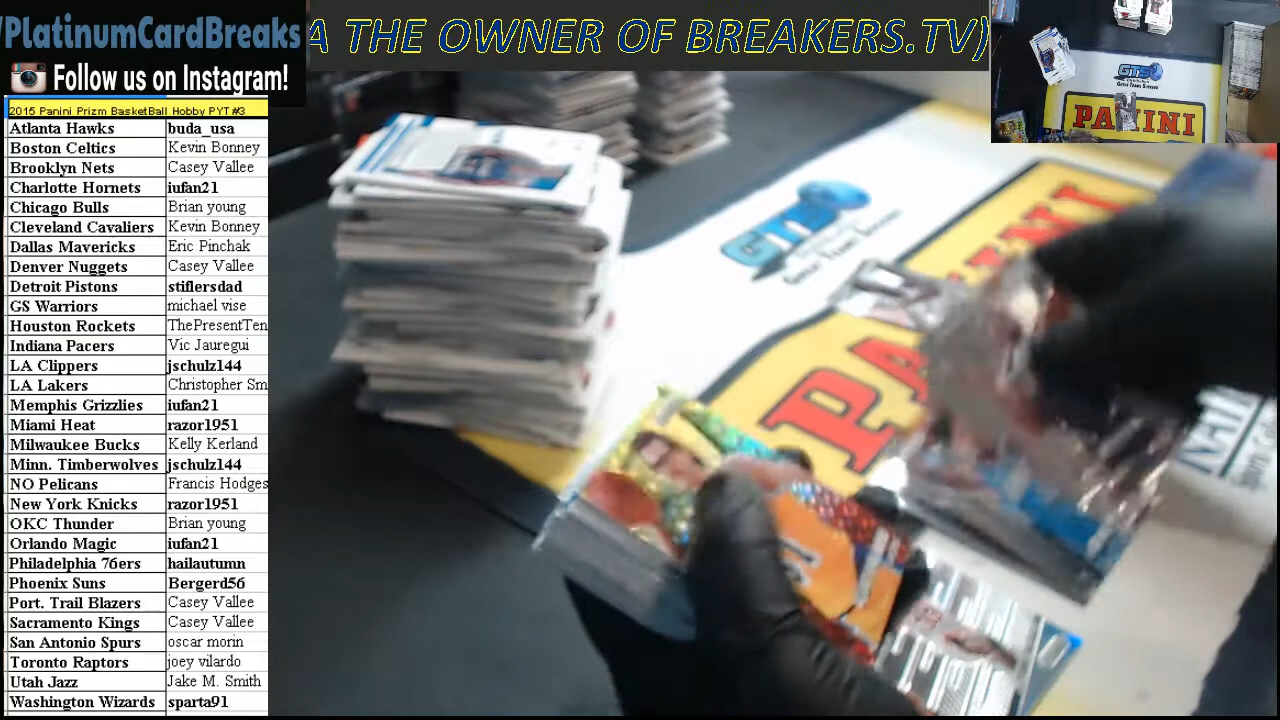 /PlatinumCardBreaks
Follow us on Instagram!
A THE OWNER OF BREAKERS.TV)
2015 Panini Prizm BasketBall Hobby PYT #3
Atlanta Hawks buda_usa
Boston Celtics Kevin Bonney
Brooklyn Nets Casey Vallee
Charlotte Hornets iufan21
Chicago Bulls Brian young
Cleveland Cavaliers Kevin Bonney
Dallas Mavericks Eric Pinchak
Denver Nuggets Casey Vallee
Detroit Pistons stiflersdad
GS Warriors michael vise
Houston Rockets ThePresentTen
Indiana Pacers Vic Jauregui
LA Clippers jschulz144
LA Lakers Christopher Sm
Memphis Grizzlies iufan21
Miami Heat razor1951
Milwaukee Bucks Kelly Kerland
Minn. Timberwolves jschulz144
NO Pelicans Francis Hodges
New York Knicks razor1951
OKC Thunder Brian young
Orlando Magic iufan21
Philadelphia 76ers hailautumn
Phoenix Suns Bergerd56
Port. Trail Blazers Casey Vallee
Sacramento Kings Casey Vallee
San Antonio Spurs oscar morin
Toronto Raptors joey vilardo
Utah Jazz Jake M. Smith
Washington Wizards sparta91
GTS
PANINI
GTS
PANINI